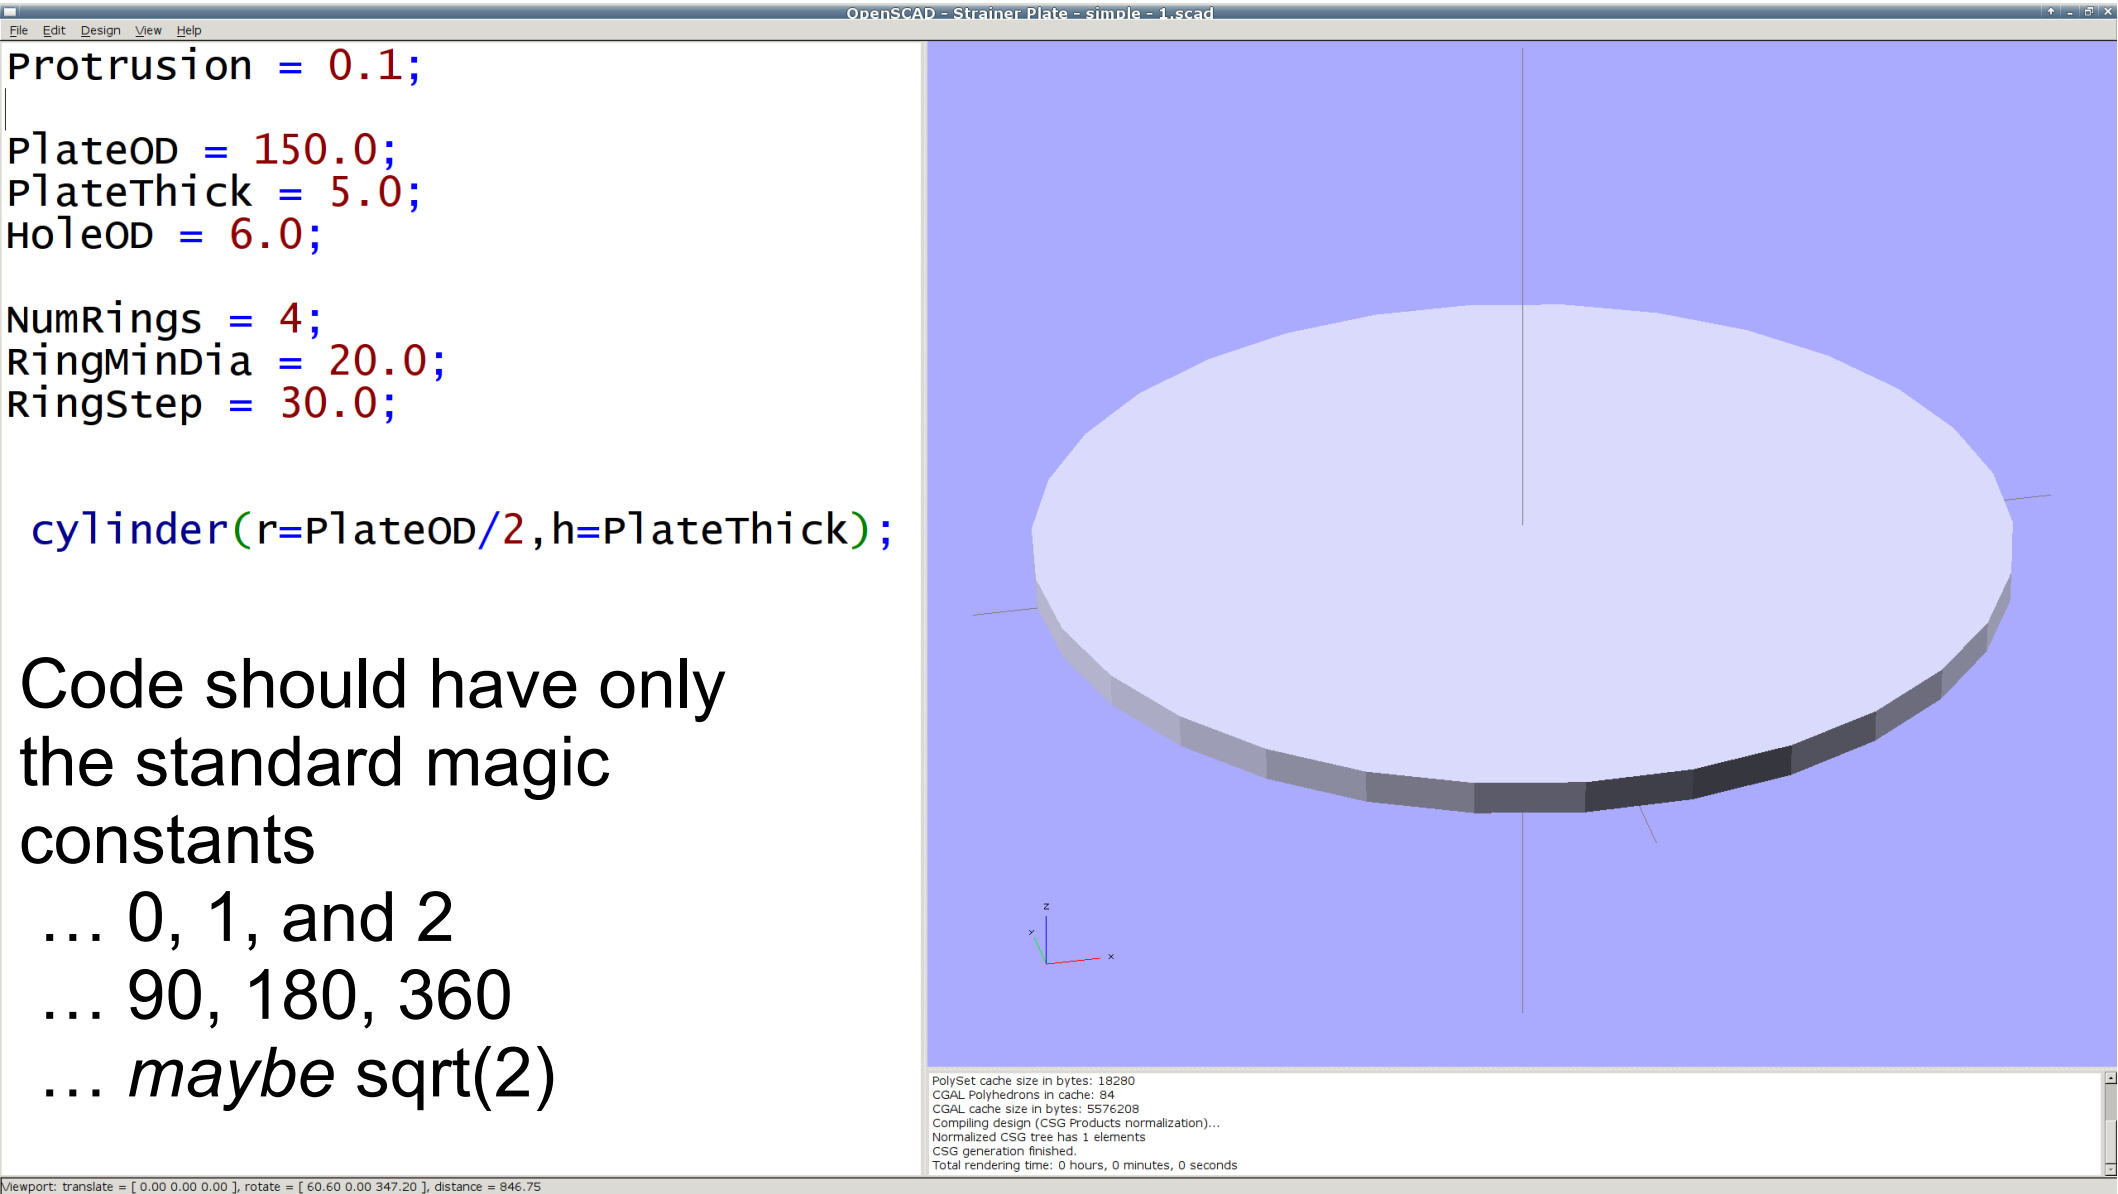 OpenSCAD - Strainer Plate - simple - 1.scad
File Edit Design View Help
Protrusion = 0.1;
PlateOD = 150.0;
PlateThick = 5.0;
HoleOD = 6.0;
NumRings = 4;
RingMinDia = 20.0;
RingStep = 30.0;
cylinder(r=PlateOD/2,h=PlateThick);
Code should have only
the standard magic
constants
… 0, 1, and 2
… 90, 180, 360
… maybe sqrt(2)
z
y
x
PolySet cache size in bytes: 18280
CGAL Polyhedrons in cache: 84
CGAL cache size in bytes: 5576208
Compiling design (CSG Products normalization)...
Normalized CSG tree has 1 elements
CSG generation finished.
Total rendering time: 0 hours, 0 minutes, 0 seconds
Viewport: translate = [ 0.00 0.00 0.00 ], rotate = [ 60.60 0.00 347.20 ], distance = 846.75